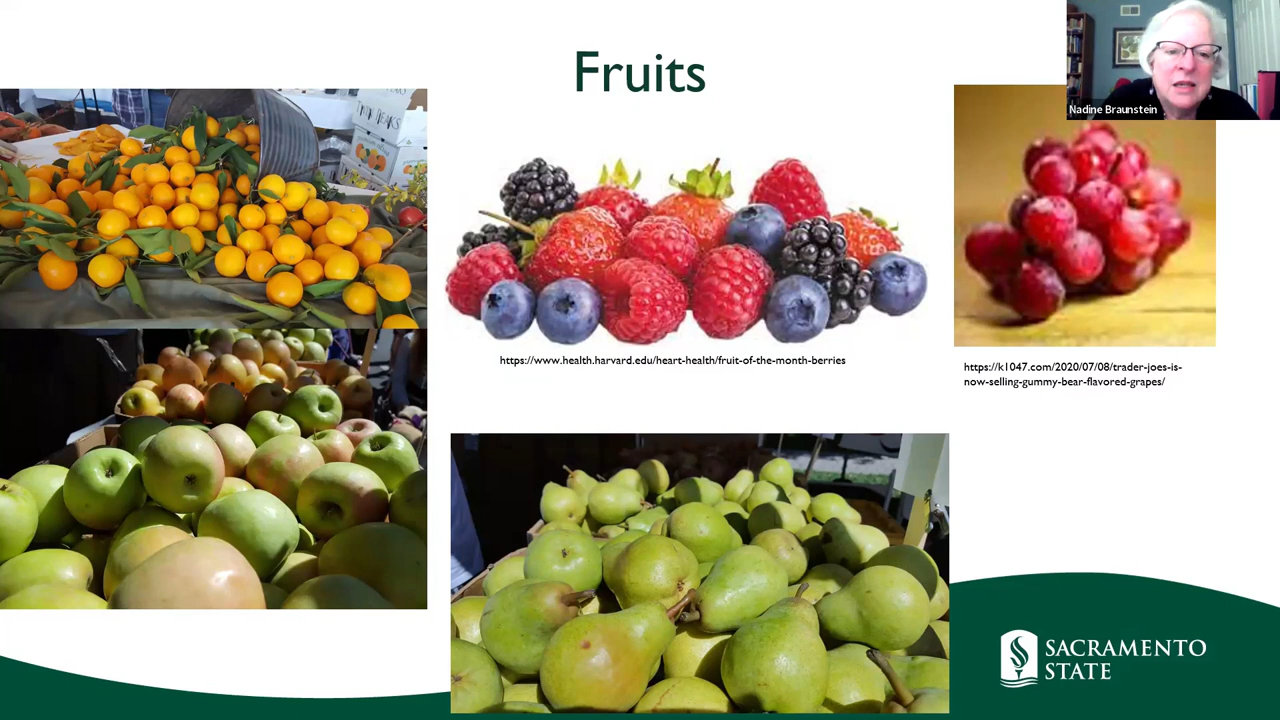 Fruits
Nadine Braunstein
https://www.health.harvard.edu/heart-health/fruit-of-the-month-berries
https://k1047.com/2020/07/08/trader-joes-is-
now-selling-gummy-bear-flavored-grapes/
SACRAMENTO
STATE